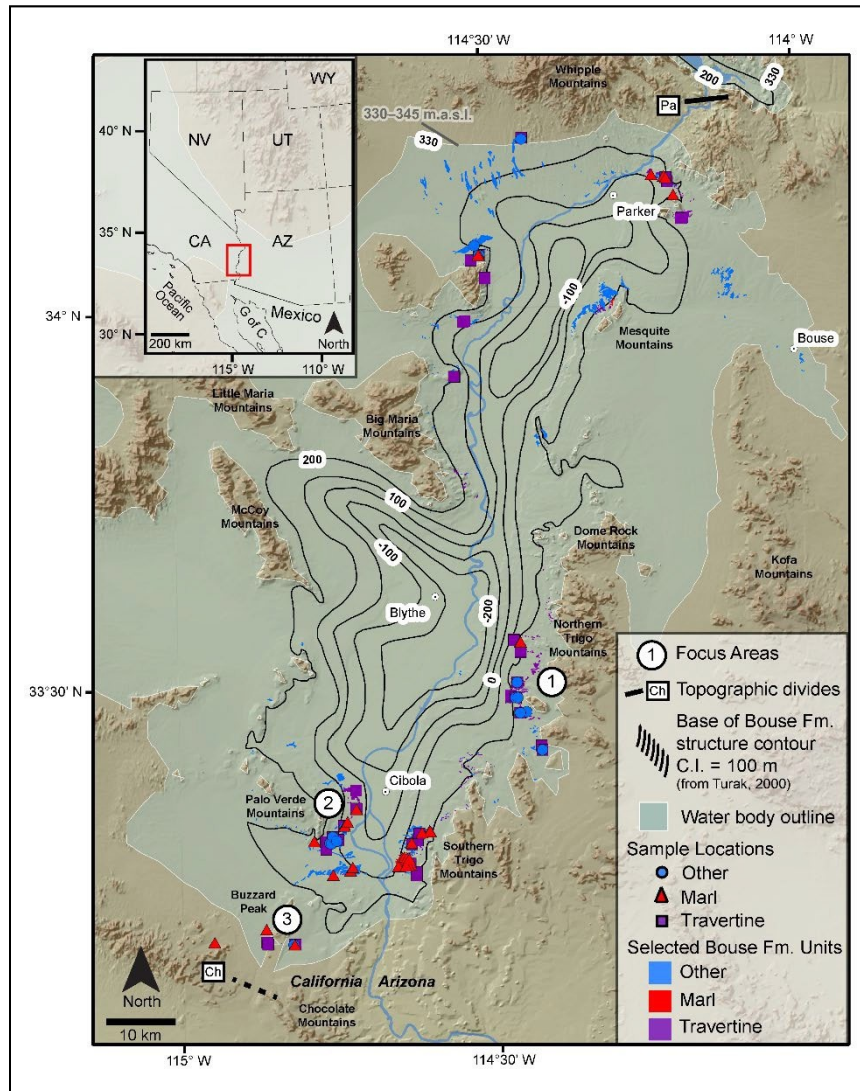 114°30' W
114° W
Whipple
Mountains
200
330
Pa
330–345 m.a.s.l.
330
WY
40° N
NV
UT
35° N
CA
AZ
Pacific
Ocean
G of C
Mexico
30° N
200 km
North
115° W
110° W
Parker
34° N
-100
Mesquite
Mountains
Bouse
Little Maria
Mountains
Big Maria
Mountains
200
100
McCoy
Mountains
-100
Dome Rock
Mountains
Kofa
Mountains
Blythe
-200
Northern
Trigo
Mountains
0
1
33°30' N
Cibola
Palo Verde
Mountains
2
Southern
Trigo
Mountains
Buzzard
Peak
3
Ch
California
Arizona
Chocolate
Mountains
North
10 km
115° W
114°30' W
1 Focus Areas
Ch Topographic divides
Base of Bouse Fm.
structure contour
C.I. = 100 m
(from Turak, 2000)
Water body outline
Sample Locations
Other
Marl
Travertine
Selected Bouse Fm. Units
Other
Marl
Travertine